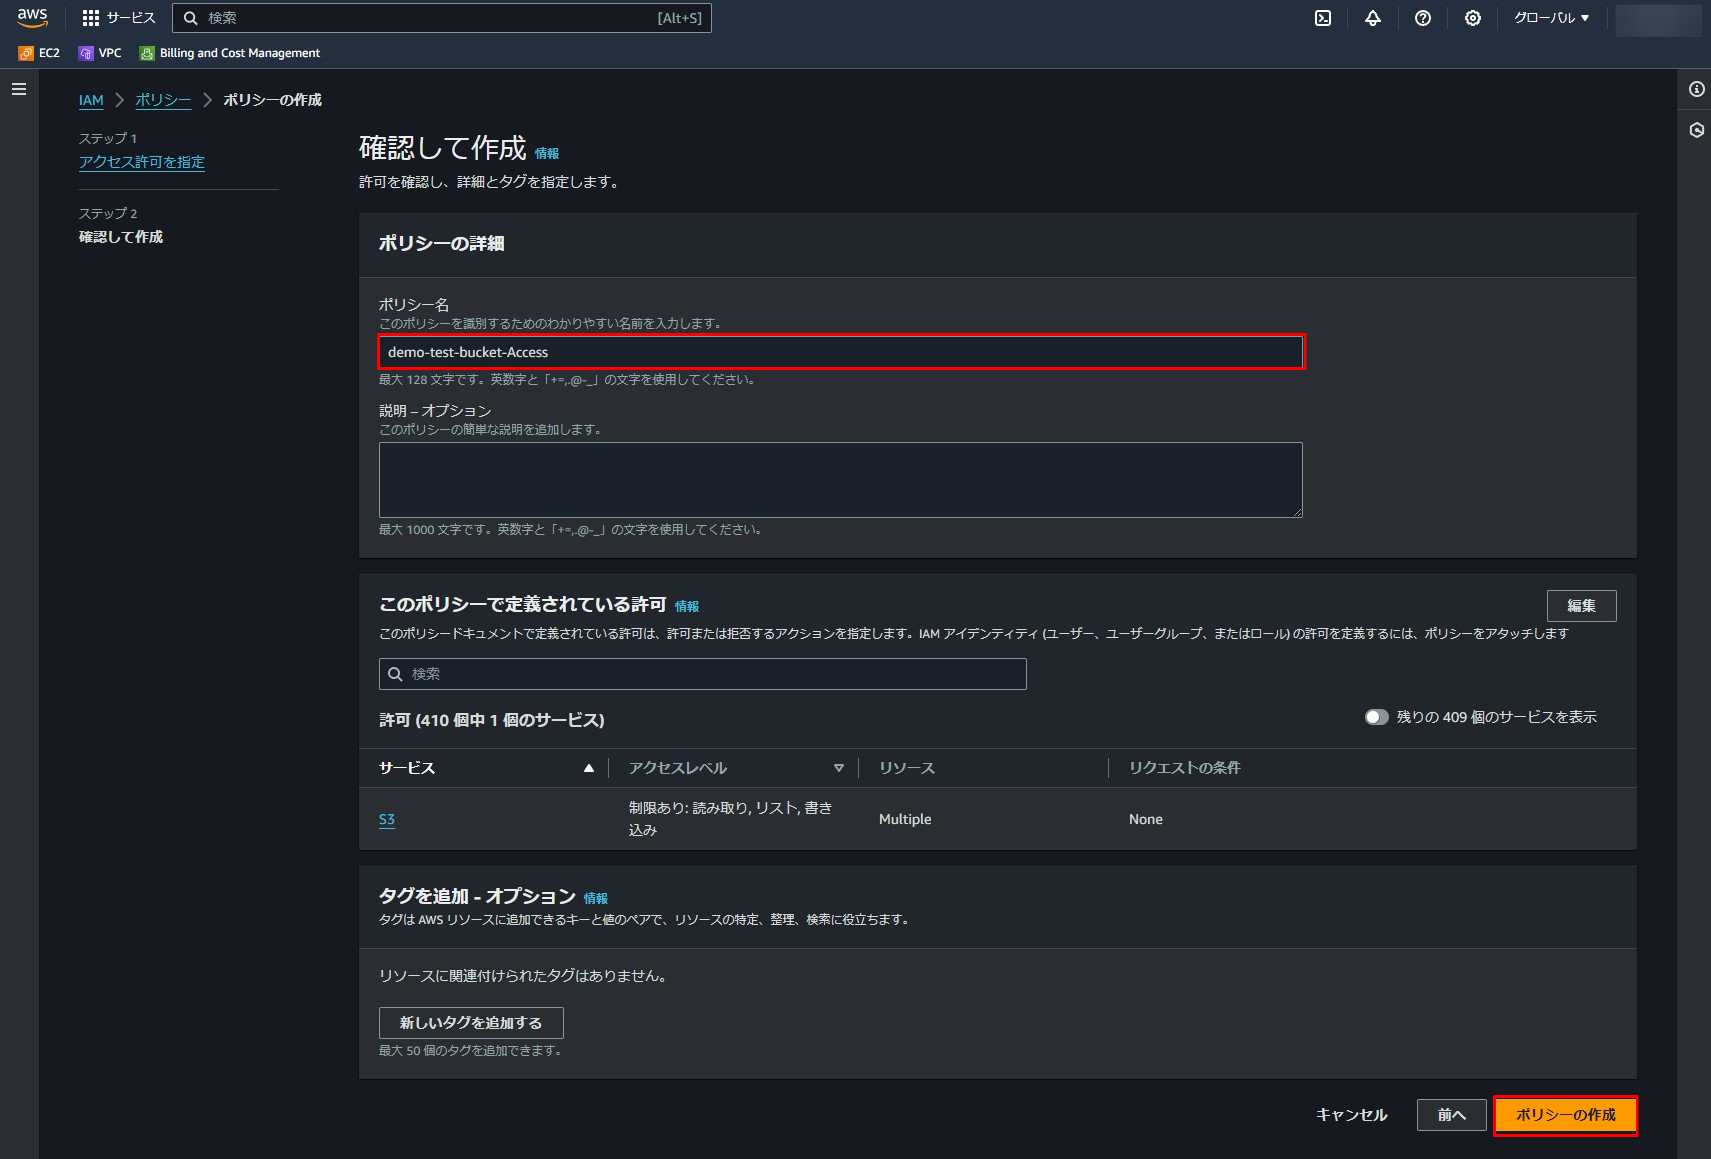 aws
サービス
検索
[Alt+S]
グローバル ▼
EC2
VPC
Billing and Cost Management
IAM > ポリシー > ポリシーの作成
ステップ 1
アクセス許可を指定
ステップ 2
確認して作成
確認して作成 情報
許可を確認し、詳細とタグを指定します。
ポリシーの詳細
ポリシー名
このポリシーを識別するためのわかりやすい名前を入力します。
demo-test-bucket-Access
最大 128 文字です。英数字と「+=,.@-_」の文字を使用してください。
説明 – オプション
このポリシーの簡単な説明を追加します。
最大 1000 文字です。英数字と「+=,.@-_」の文字を使用してください。
このポリシーで定義されている許可 情報
編集
このポリシードキュメントで定義されている許可は、許可または拒否するアクションを指定します。IAM アイデンティティ (ユーザー、ユーザーグループ、またはロール) の許可を定義するには、ポリシーをアタッチします
検索
許可 (410 個中 1 個のサービス)
残りの 409 個のサービスを表示
サービス ▲ アクセスレベル ▽ リソース リクエストの条件
S3
制限あり: 読み取り, リスト, 書き
込み
Multiple
None
タグを追加 - オプション 情報
タグは AWS リソースに追加できるキーと値のペアで、リソースの特定、整理、検索に役立ちます。
リソースに関連付けられたタグはありません。
新しいタグを追加する
最大 50 個のタグを追加できます。
キャンセル
前へ
ポリシーの作成